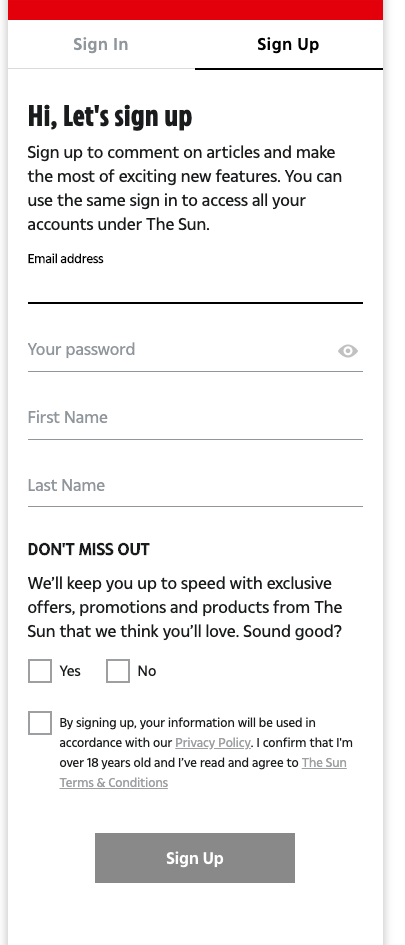 Sign In
Sign Up
Hi, Let's sign up
Sign up to comment on articles and make
the most of exciting new features. You can
use the same sign in to access all your
accounts under The Sun.
Email address
Your password
First Name
Last Name
DON'T MISS OUT
We’ll keep you up to speed with exclusive
offers, promotions and products from The
Sun that we think you’ll love. Sound good?
Yes
No
By signing up, your information will be used in
accordance with our Privacy Policy. I confirm that I’m
over 18 years old and I’ve read and agree to The Sun
Terms & Conditions
Sign Up